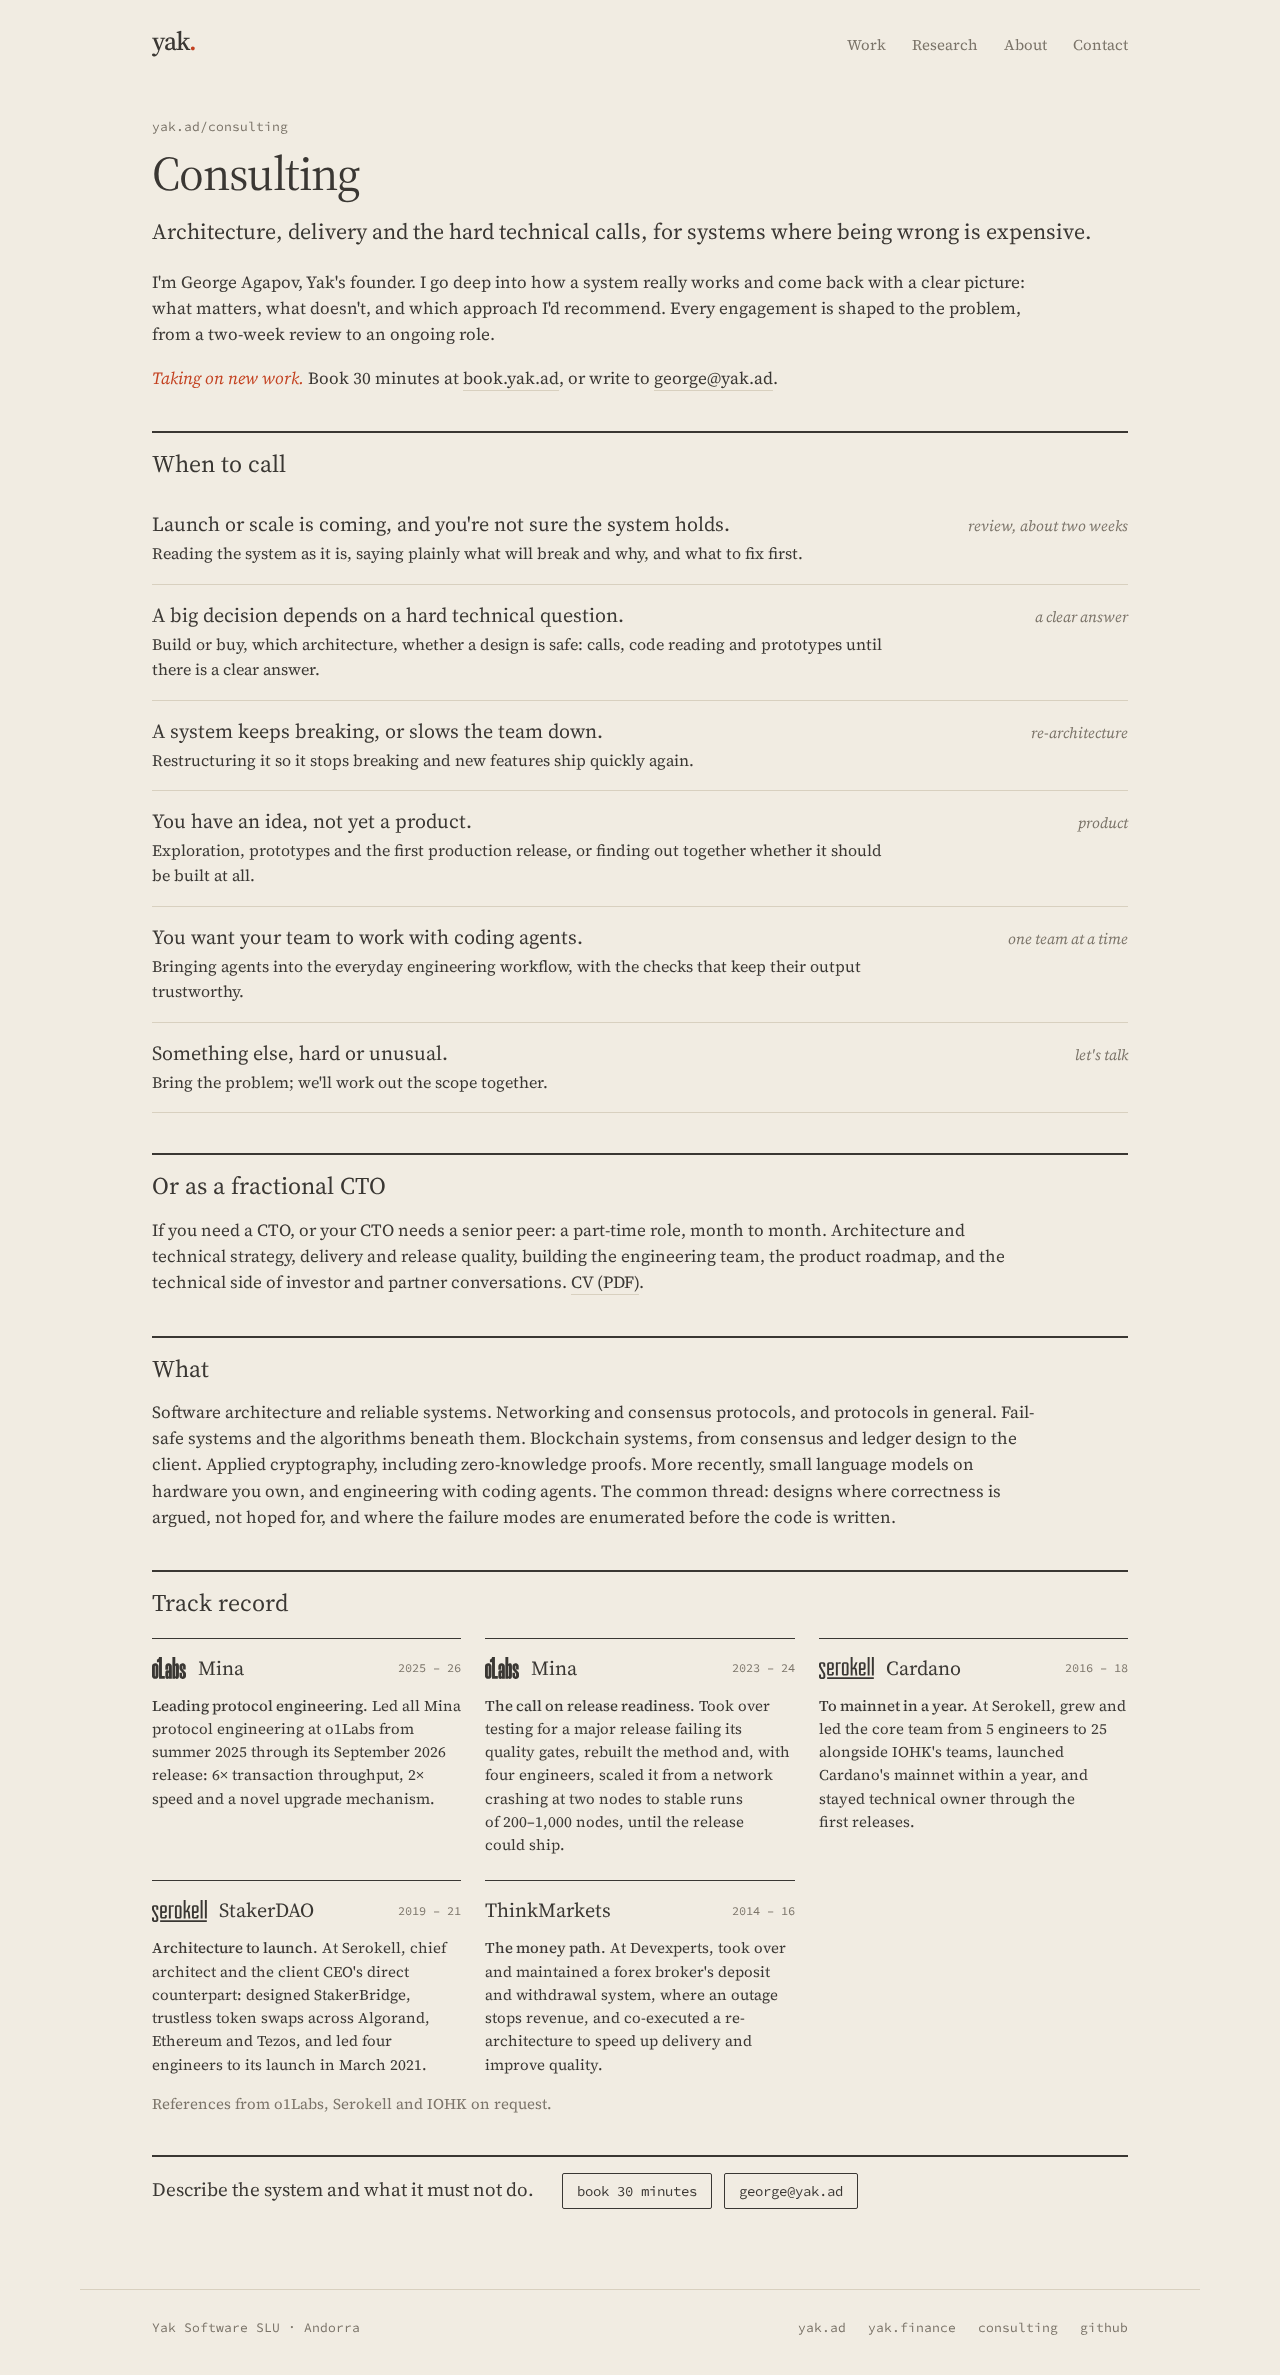 yak.
Work Research About Contact
yak.ad/consulting
Consulting
Architecture, delivery and the hard technical calls, for systems where being wrong is expensive.
I'm George Agapov, Yak's founder. I go deep into how a system really works and come back with a clear picture:
what matters, what doesn't, and which approach I'd recommend. Every engagement is shaped to the problem,
from a two-week review to an ongoing role.
Taking on new work. Book 30 minutes at book.yak.ad, or write to george@yak.ad.
When to call
Launch or scale is coming, and you're not sure the system holds. review, about two weeks
Reading the system as it is, saying plainly what will break and why, and what to fix first.
A big decision depends on a hard technical question. a clear answer
Build or buy, which architecture, whether a design is safe: calls, code reading and prototypes until
there is a clear answer.
A system keeps breaking, or slows the team down. re-architecture
Restructuring it so it stops breaking and new features ship quickly again.
You have an idea, not yet a product. product
Exploration, prototypes and the first production release, or finding out together whether it should
be built at all.
You want your team to work with coding agents. one team at a time
Bringing agents into the everyday engineering workflow, with the checks that keep their output
trustworthy.
Something else, hard or unusual. let's talk
Bring the problem; we'll work out the scope together.
Or as a fractional CTO
If you need a CTO, or your CTO needs a senior peer: a part-time role, month to month. Architecture and
technical strategy, delivery and release quality, building the engineering team, the product roadmap, and the
technical side of investor and partner conversations. CV (PDF).
What
Software architecture and reliable systems. Networking and consensus protocols, and protocols in general. Fail-
safe systems and the algorithms beneath them. Blockchain systems, from consensus and ledger design to the
client. Applied cryptography, including zero-knowledge proofs. More recently, small language models on
hardware you own, and engineering with coding agents. The common thread: designs where correctness is
argued, not hoped for, and where the failure modes are enumerated before the code is written.
Track record
o1Labs Mina 2025 – 26
Leading protocol engineering. Led all Mina
protocol engineering at o1Labs from
summer 2025 through its September 2026
release: 6× transaction throughput, 2×
speed and a novel upgrade mechanism.
o1Labs Mina 2023 – 24
The call on release readiness. Took over
testing for a major release failing its
quality gates, rebuilt the method and, with
four engineers, scaled it from a network
crashing at two nodes to stable runs
of 200–1,000 nodes, until the release
could ship.
serokell Cardano 2016 – 18
To mainnet in a year. At Serokell, grew and
led the core team from 5 engineers to 25
alongside IOHK's teams, launched
Cardano's mainnet within a year, and
stayed technical owner through the
first releases.
serokell StakerDAO 2019 – 21
Architecture to launch. At Serokell, chief
architect and the client CEO's direct
counterpart: designed StakerBridge,
trustless token swaps across Algorand,
Ethereum and Tezos, and led four
engineers to its launch in March 2021.
ThinkMarkets 2014 – 16
The money path. At Devexperts, took over
and maintained a forex broker's deposit
and withdrawal system, where an outage
stops revenue, and co-executed a re-
architecture to speed up delivery and
improve quality.
References from o1Labs, Serokell and IOHK on request.
Describe the system and what it must not do. book 30 minutes george@yak.ad
Yak Software SLU · Andorra
yak.ad yak.finance consulting github